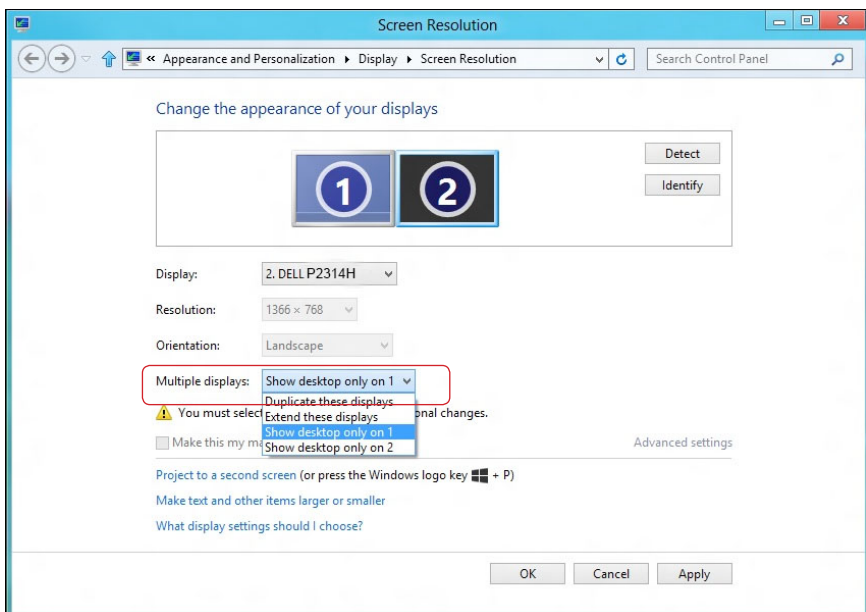 Screen Resolution
« Appearance and Personalization ▸ Display ▸ Screen Resolution
Search Control Panel
Change the appearance of your displays
1 2
Detect
Identify
Display: 2. DELL P2314H
Resolution: 1366 × 768
Orientation: Landscape
Multiple displays: Show desktop only on 1
Duplicate these displays
Extend these displays
Show desktop only on 1
Show desktop only on 2
You must selec onal changes.
Make this my m Advanced settings
Project to a second screen (or press the Windows logo key + P)
Make text and other items larger or smaller
What display settings should I choose?
OK Cancel Apply